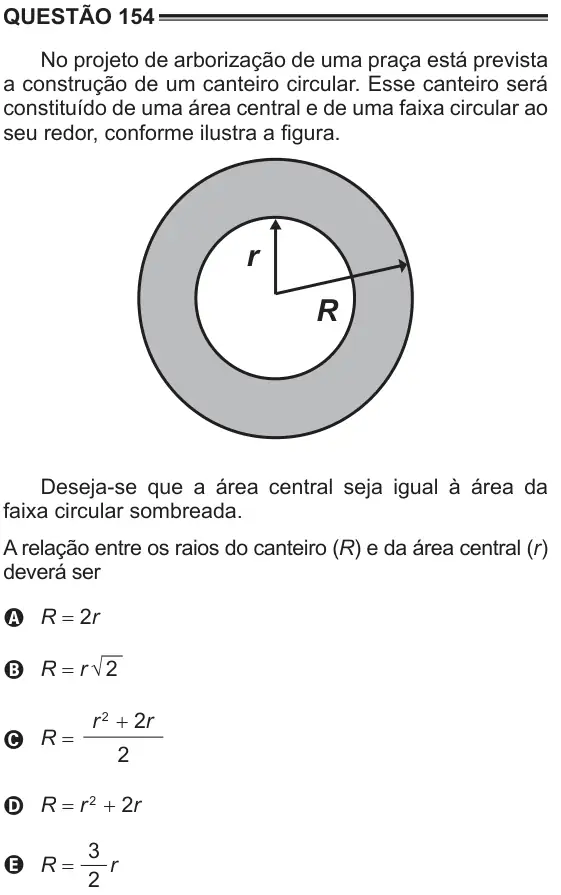 QUESTÃO 154
No projeto de arborização de uma praça está prevista
a construção de um canteiro circular. Esse canteiro será
constituído de uma área central e de uma faixa circular ao
seu redor, conforme ilustra a figura.
r
R
Deseja-se que a área central seja igual à área da
faixa circular sombreada.
A relação entre os raios do canteiro (R) e da área central (r)
deverá ser
A R = 2r
B R = r√2
C R = (r² + 2r)/2
D R = r² + 2r
E R = 3/2 r